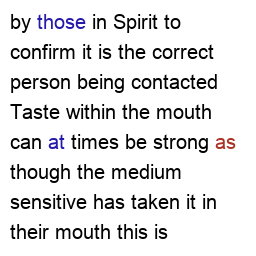 by those in Spirit to
confirm it is the correct
person being contacted
Taste within the mouth
can at times be strong as
though the medium
sensitive has taken it in
their mouth this is